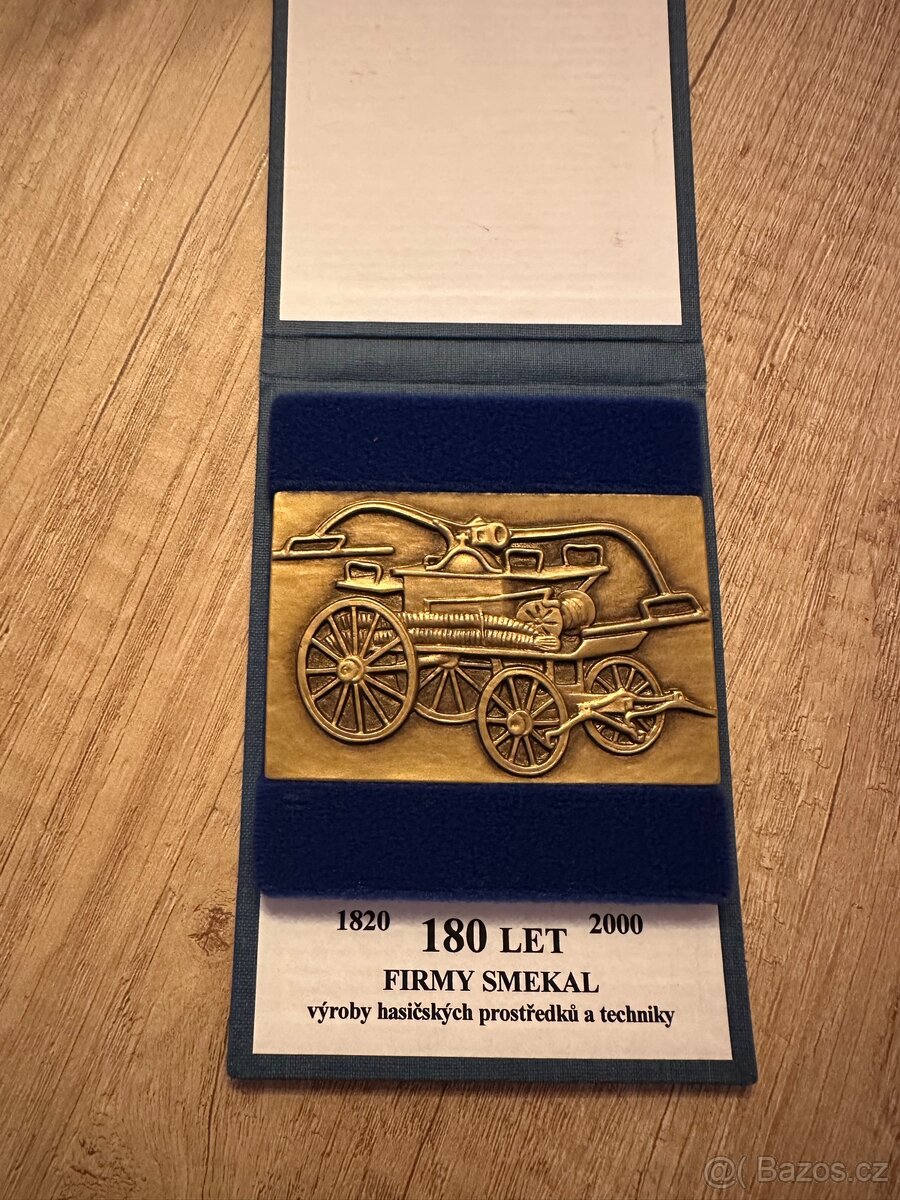 1820 180 LET 2000
FIRMY SMEKAL
výroby hasičských prostředků a techniky
@( Bazos.cz